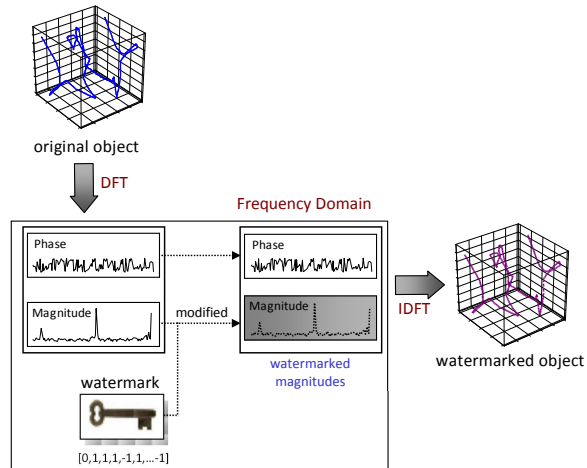 original object
DFT
Frequency Domain
Phase
Phase
Magnitude
modified
Magnitude
IDFT
watermarked
magnitudes
watermarked object
watermark
[0,1,1,1,-1,1,...-1]